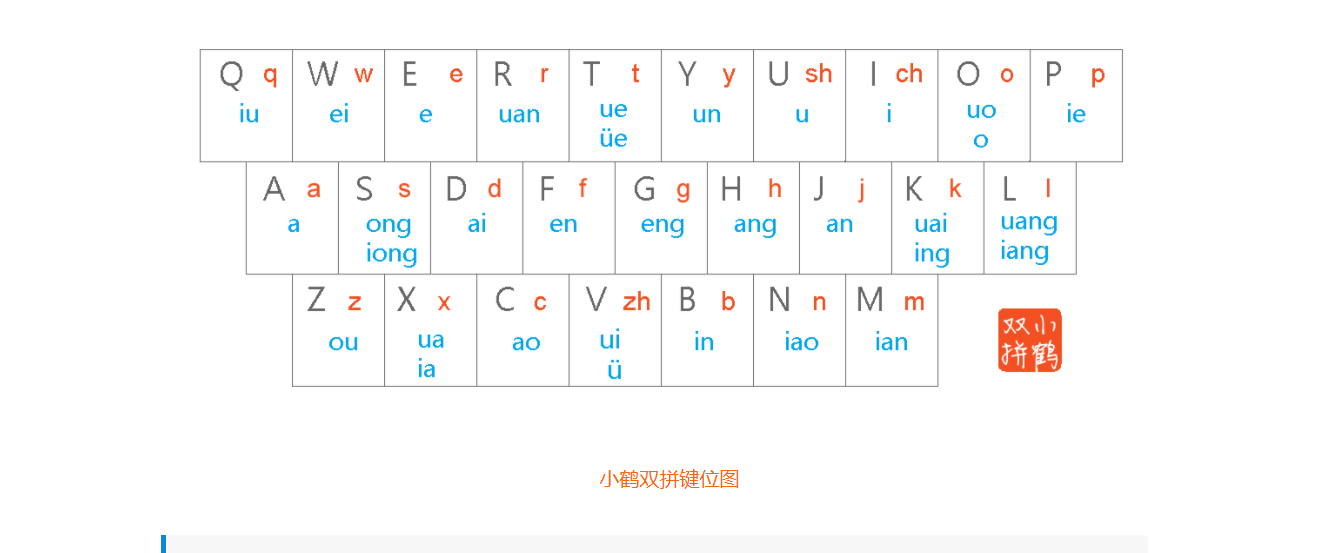 Q q W w E e R r T t Y y U sh I ch O o P p
iu ei e uan ue un u i uo ie
üe o
A a S s D d F f G g H h J j K k L l
a ong ai en eng ang an uai uang
iong ing iang
Z z X x C c V zh B b N n M m
ou ua ao ui in iao ian
ia ü
双小
拼鹤
小鹤双拼键位图